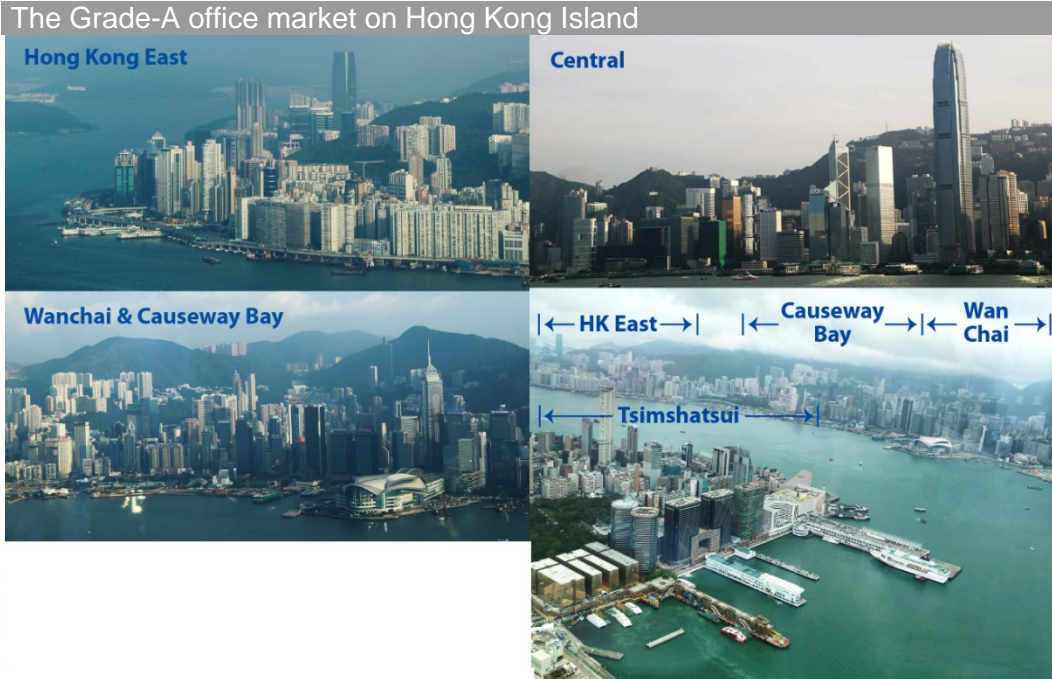 The Grade-A office market on Hong Kong Island
Hong Kong East
Central
Wanchai & Causeway Bay
HK East
Causeway
Bay
Wan
Chai
Tsimshatsui